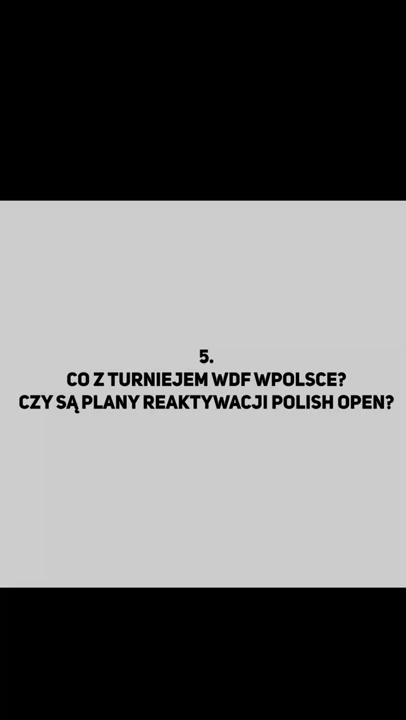 5.
CO Z TURNIEJEM WDF WPOLSCE?
CZY SĄ PLANY REAKTYWACJI POLISH OPEN?